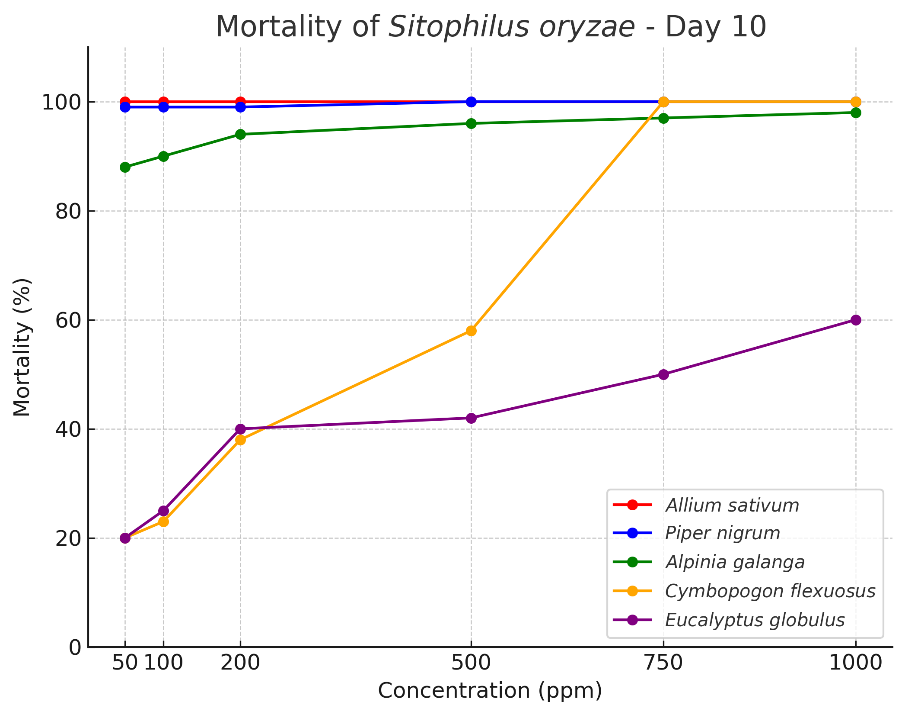 Mortality of Sitophilus oryzae - Day 10
Mortality (%)
100
80
60
40
20
0
50 100 200 500 750 1000
Concentration (ppm)
Allium sativum
Piper nigrum
Alpinia galanga
Cymbopogon flexuosus
Eucalyptus globulus